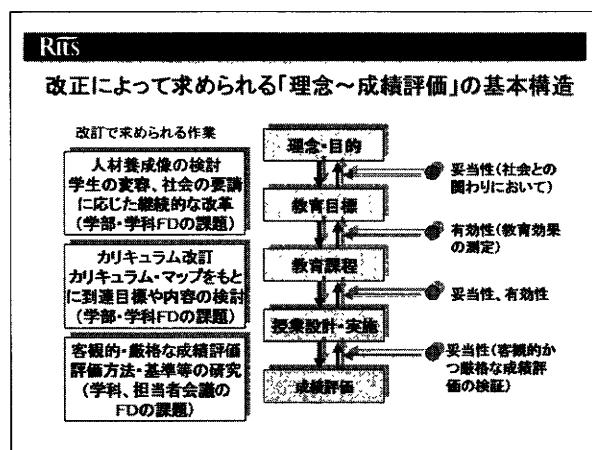 RiTs
改正によって求められる「理念～成績評価」の基本構造
改訂で求められる作業
人材養成像の検討
学生の変容、社会の要請
に応じた継続的な改革
(学部・学科FDの課題)
カリキュラム改訂
カリキュラム・マップをもと
に到達目標や内容の検討
(学部・学科FDの課題)
客観的・厳格な成績評価
評価方法・基準等の研究
(学科、担当者会議の
FDの課題)
理念・目的
教育目標
教育課程
授業設計・実施
成績評価
妥当性(社会との
関わりにおいて)
有効性(教育効果
の測定)
妥当性、有効性
妥当性(客観的か
つ厳格な成績評
価の検証)